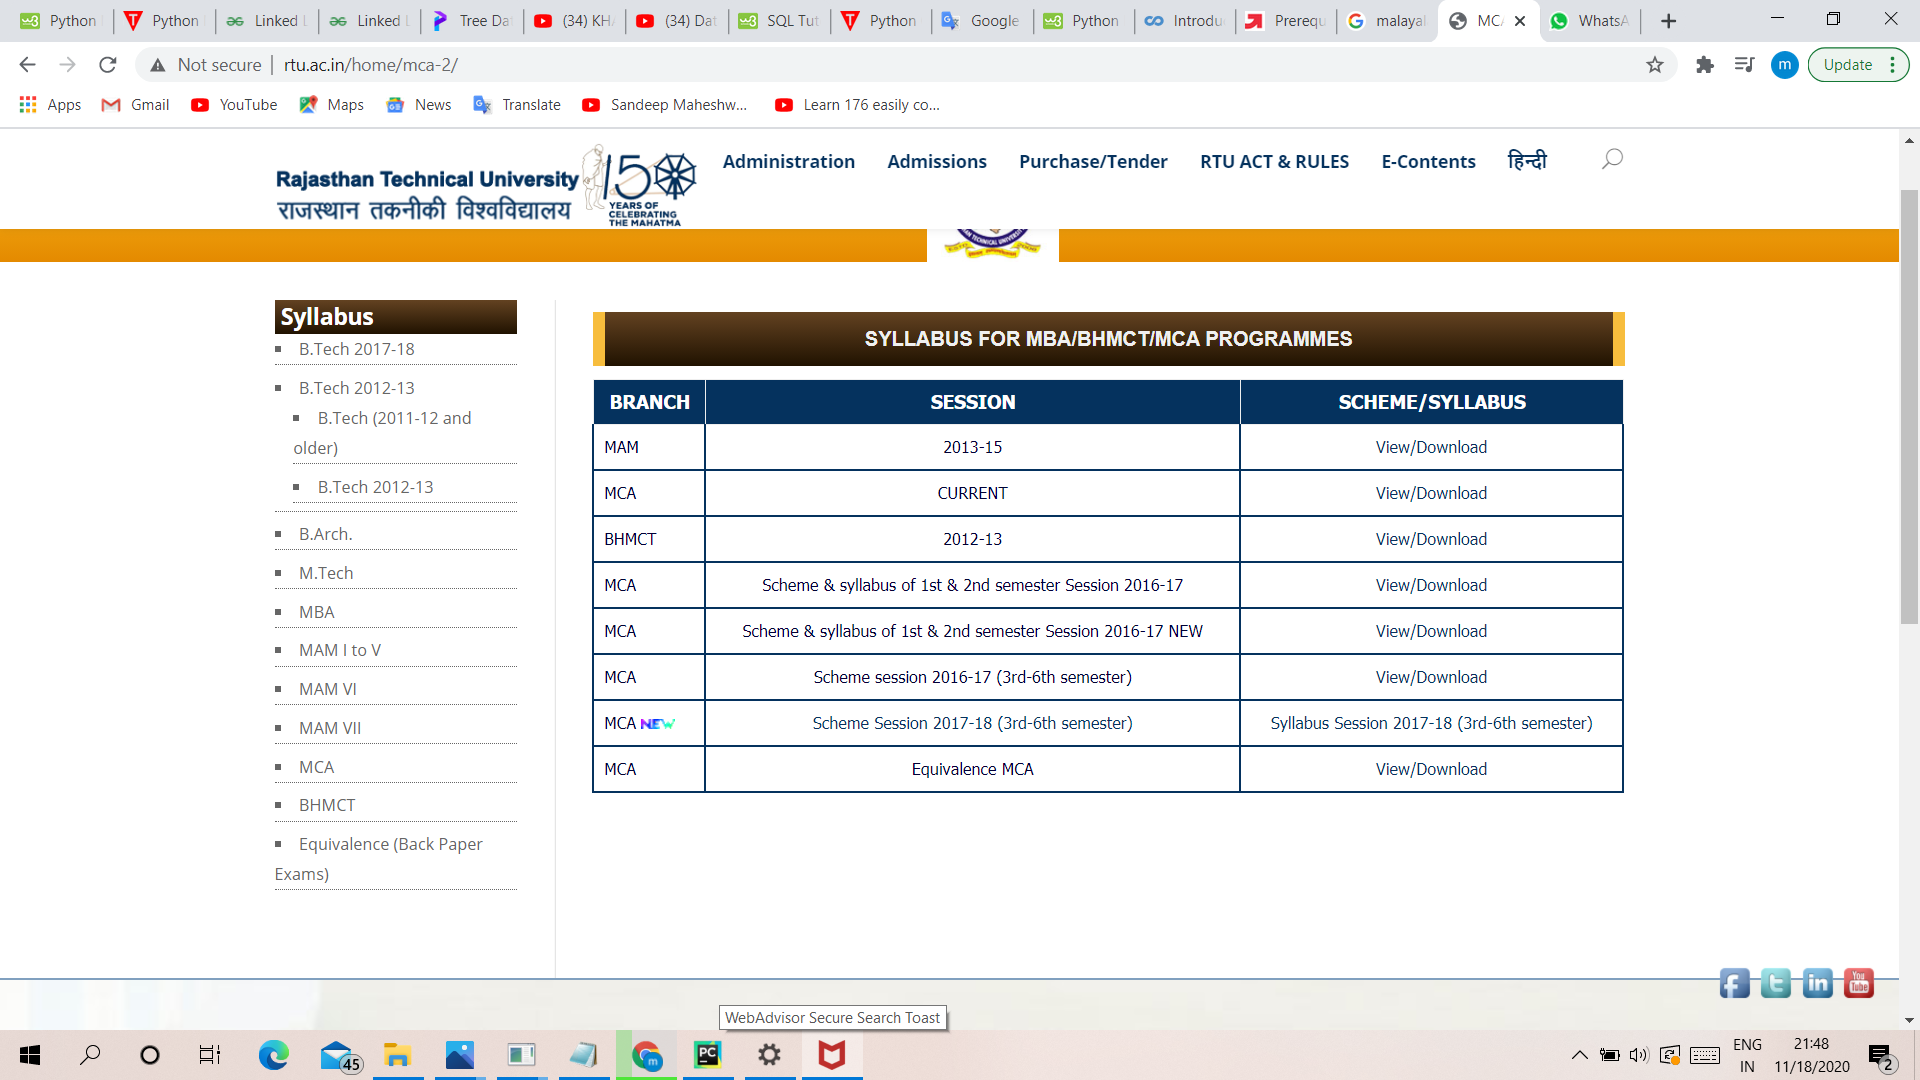 Python
Python
Linked L
Linked L
Tree Dat
(34) KHA
(34) Dat
SQL Tut
Python
Google
Python
Introdu
Prerequ
malayal
MCA
WhatsA
Not secure
rtu.ac.in/home/mca-2/
m
Update
Apps
Gmail
YouTube
Maps
News
Translate
Sandeep Maheshw...
Learn 176 easily co...
Rajasthan Technical University
राजस्थान तकनीकी विश्वविद्यालय
150
YEARS OF
CELEBRATING
THE MAHATMA
Administration
Admissions
Purchase/Tender
RTU ACT & RULES
E-Contents
हिन्दी
Syllabus
B.Tech 2017-18
B.Tech 2012-13
B.Tech (2011-12 and
older)
B.Tech 2012-13
B.Arch.
M.Tech
MBA
MAM I to V
MAM VI
MAM VII
MCA
BHMCT
Equivalence (Back Paper
Exams)
SYLLABUS FOR MBA/BHMCT/MCA PROGRAMMES
BRANCH SESSION SCHEME/SYLLABUS
MAM 2013-15 View/Download
MCA CURRENT View/Download
BHMCT 2012-13 View/Download
MCA Scheme & syllabus of 1st & 2nd semester Session 2016-17 View/Download
MCA Scheme & syllabus of 1st & 2nd semester Session 2016-17 NEW View/Download
MCA Scheme session 2016-17 (3rd-6th semester) View/Download
MCA NEW Scheme Session 2017-18 (3rd-6th semester) Syllabus Session 2017-18 (3rd-6th semester)
MCA Equivalence MCA View/Download
You
Tube
WebAdvisor Secure Search Toast
45
m
PC
ENG
IN
21:48
11/18/2020
2